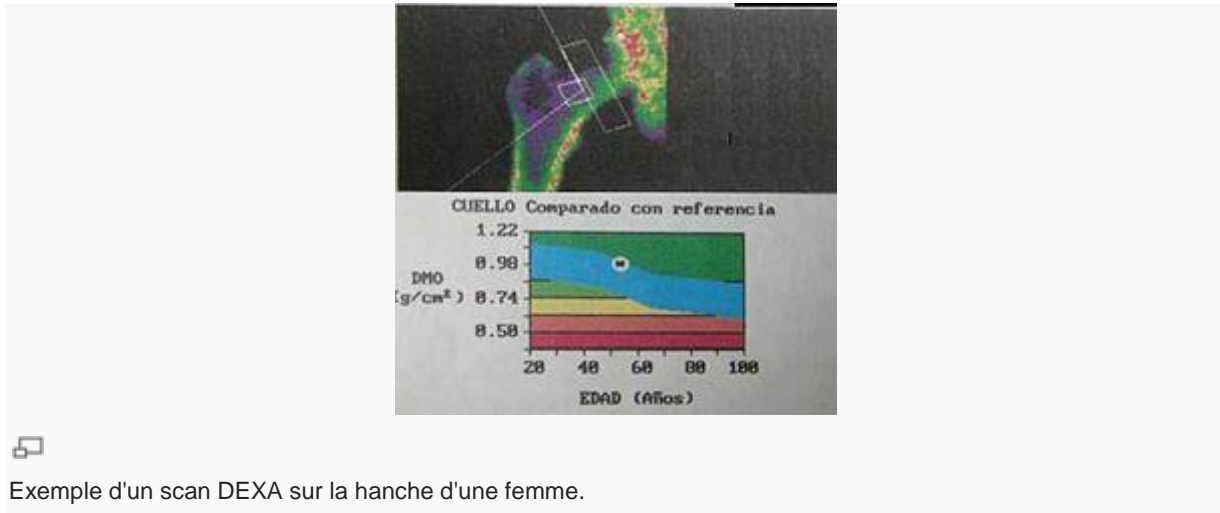 CUELLO Comparado con referencia
1.22
0.98
DMO
(g/cm²) 0.74
0.50
20 40 60 80 100
EDAD (Años)
Exemple d'un scan DEXA sur la hanche d'une femme.